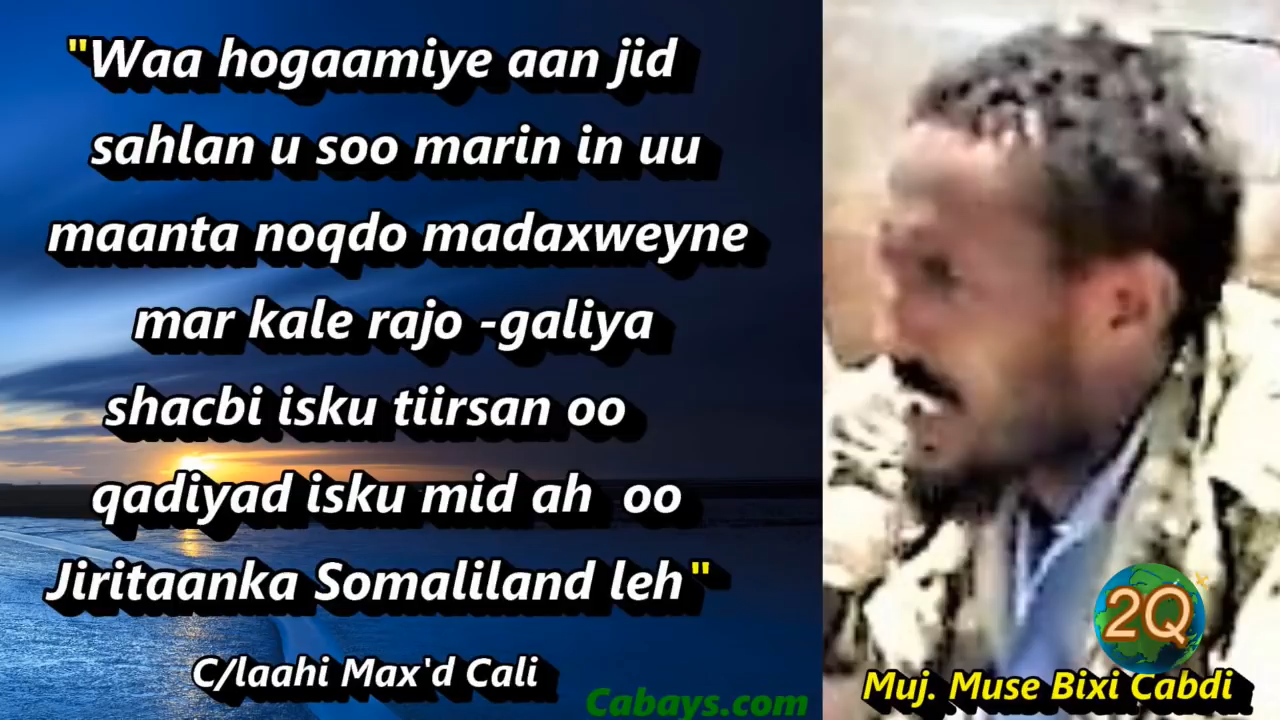 "Waa hogaamiye aan jid
sahlan u soo marin in uu
maanta noqdo madaxweyne
mar kale rajo -galiya
shacbi isku tiirsan oo
qadiyad isku mid ah oo
Jiritaanka Somaliland leh"
C/laahi Max'd Cali
Cabays.com
2Q
Muj. Muse Bixi Cabdi